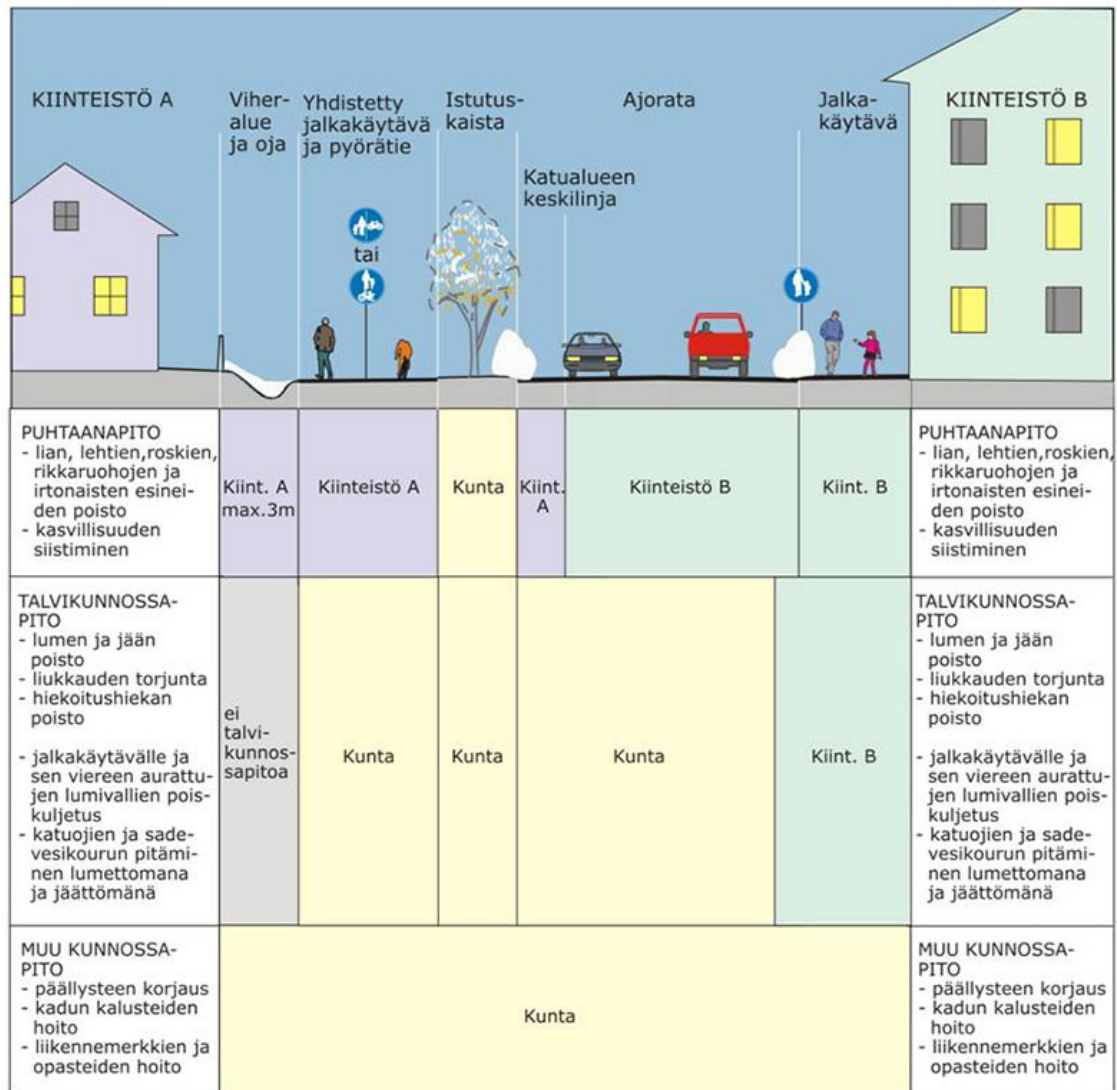 KIINTEISTÖ A
Viher-
alue
ja oja
Yhdistetty
jalkakäytävä
ja pyörätie
Istutus-
kaista
Ajorata
Jalka-
käytävä
KIINTEISTÖ B
Katualueen
keskilinja
tai
PUHTAANAPITO
- lian, lehtien,roskien,
rikkaruohojen ja
irtonaisten esinei-
den poisto
- kasvillisuuden
siistiminen
Kiint. A
max.3m
Kiinteistö A
Kunta
Kiint.
A
Kiinteistö B
Kiint. B
PUHTAANAPITO
- lian, lehtien,roskien,
rikkaruohojen ja
irtonaisten esinei-
den poisto
- kasvillisuuden
siistiminen
TALVIKUNNOSSA-
PITO
- lumen ja jään
poisto
- liukkauden torjunta
- hiekoitushiekan
poisto
- jalkakäytävälle ja
sen viereen aurattu-
jen lumivallien pois-
kuljetus
- katuojien ja sade-
vesikourun pitämi-
nen lumettomana
ja jäättömänä
ei
talvi-
kunnos-
sapitoa
Kunta
Kunta
Kunta
Kiint. B
TALVIKUNNOSSA-
PITO
- lumen ja jään
poisto
- liukkauden torjunta
- hiekoitushiekan
poisto
- jalkakäytävälle ja
sen viereen aurattu-
jen lumivallien pois-
kuljetus
- katuojien ja sade-
vesikourun pitämi-
nen lumettomana
ja jäättömänä
MUU KUNNOSSA-
PITO
- päällysteen korjaus
- kadun kalusteiden
hoito
- liikennemerkkien ja
opasteiden hoito
Kunta
MUU KUNNOSSA-
PITO
- päällysteen korjaus
- kadun kalusteiden
hoito
- liikennemerkkien ja
opasteiden hoito